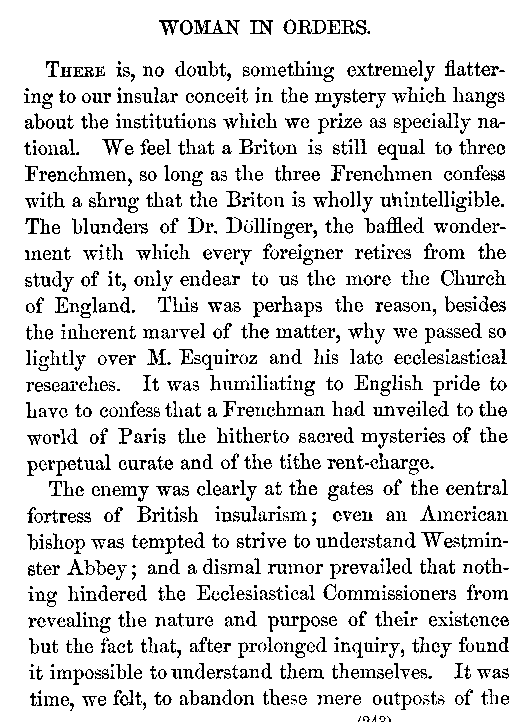 WOMAN IN ORDERS.
THERE is, no doubt, something extremely flatter-
ing to our insular conceit in the mystery which hangs
about the institutions which we prize as specially na-
tional. We feel that a Briton is still equal to three
Frenchmen, so long as the three Frenchmen confess
with a shrug that the Briton is wholly unintelligible.
The blunders of Dr. Döllinger, the baffled wonder-
ment with which every foreigner retires from the
study of it, only endear to us the more the Church
of England. This was perhaps the reason, besides
the inherent marvel of the matter, why we passed so
lightly over M. Esquiroz and his late ecclesiastical
researches. It was humiliating to English pride to
have to confess that a Frenchman had unveiled to the
world of Paris the hitherto sacred mysteries of the
perpetual curate and of the tithe rent-charge.
The enemy was clearly at the gates of the central
fortress of British insularism; even an American
bishop was tempted to strive to understand Westmin-
ster Abbey; and a dismal rumor prevailed that noth-
ing hindered the Ecclesiastical Commissioners from
revealing the nature and purpose of their existence
but the fact that, after prolonged inquiry, they found
it impossible to understand them themselves. It was
time, we felt, to abandon these mere outposts of the